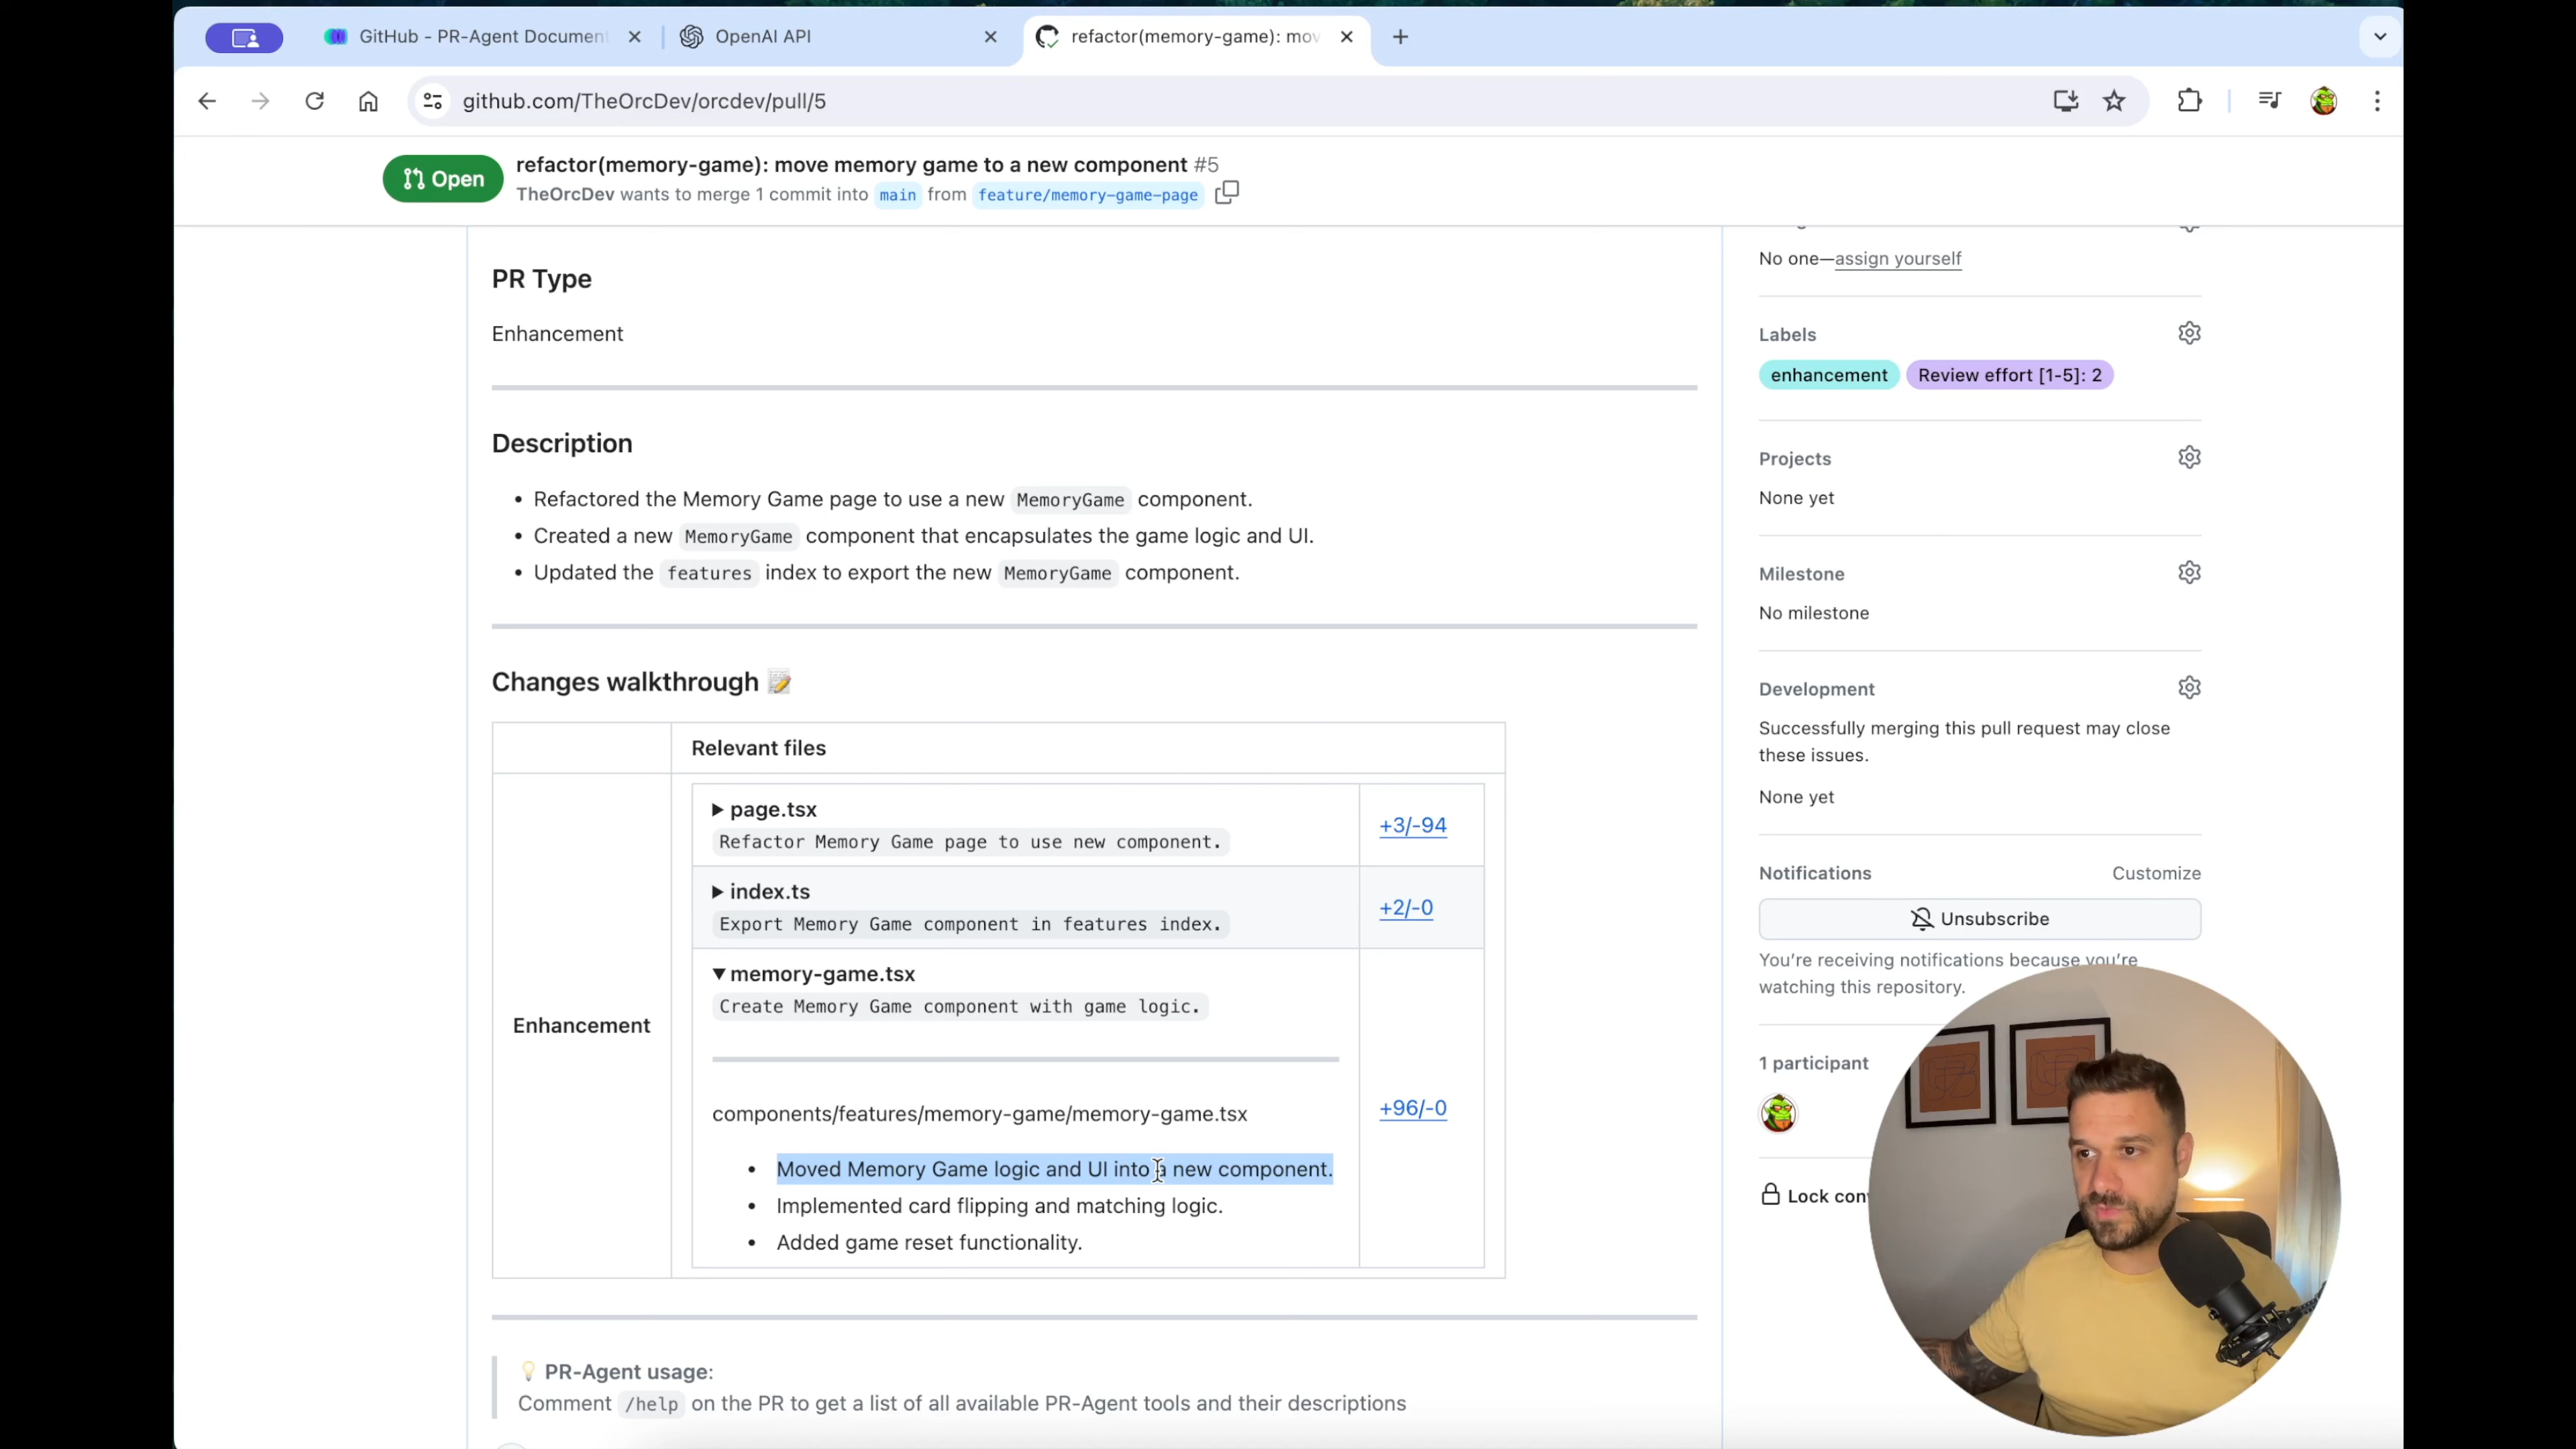 GitHub - PR-Agent Document
OpenAI API
refactor(memory-game): mov
github.com/TheOrcDev/orcdev/pull/5
Open
refactor(memory-game): move memory game to a new component #5
TheOrcDev wants to merge 1 commit into main from feature/memory-game-page
PR Type
Enhancement
Description
• Refactored the Memory Game page to use a new MemoryGame component.
• Created a new MemoryGame component that encapsulates the game logic and UI.
• Updated the features index to export the new MemoryGame component.
Changes walkthrough 📝
Relevant files
Enhancement
▶ page.tsx
Refactor Memory Game page to use new component.
+3/-94
▶ index.ts
Export Memory Game component in features index.
+2/-0
▼ memory-game.tsx
Create Memory Game component with game logic.
components/features/memory-game/memory-game.tsx
• Moved Memory Game logic and UI into a new component.
• Implemented card flipping and matching logic.
• Added game reset functionality.
+96/-0
💡 PR-Agent usage:
Comment /help on the PR to get a list of all available PR-Agent tools and their descriptions
No one—assign yourself
Labels
enhancement
Review effort [1-5]: 2
Projects
None yet
Milestone
No milestone
Development
Successfully merging this pull request may close
these issues.
None yet
Notifications
Customize
Unsubscribe
You're receiving notifications because you're
watching this repository.
1 participant
Lock con